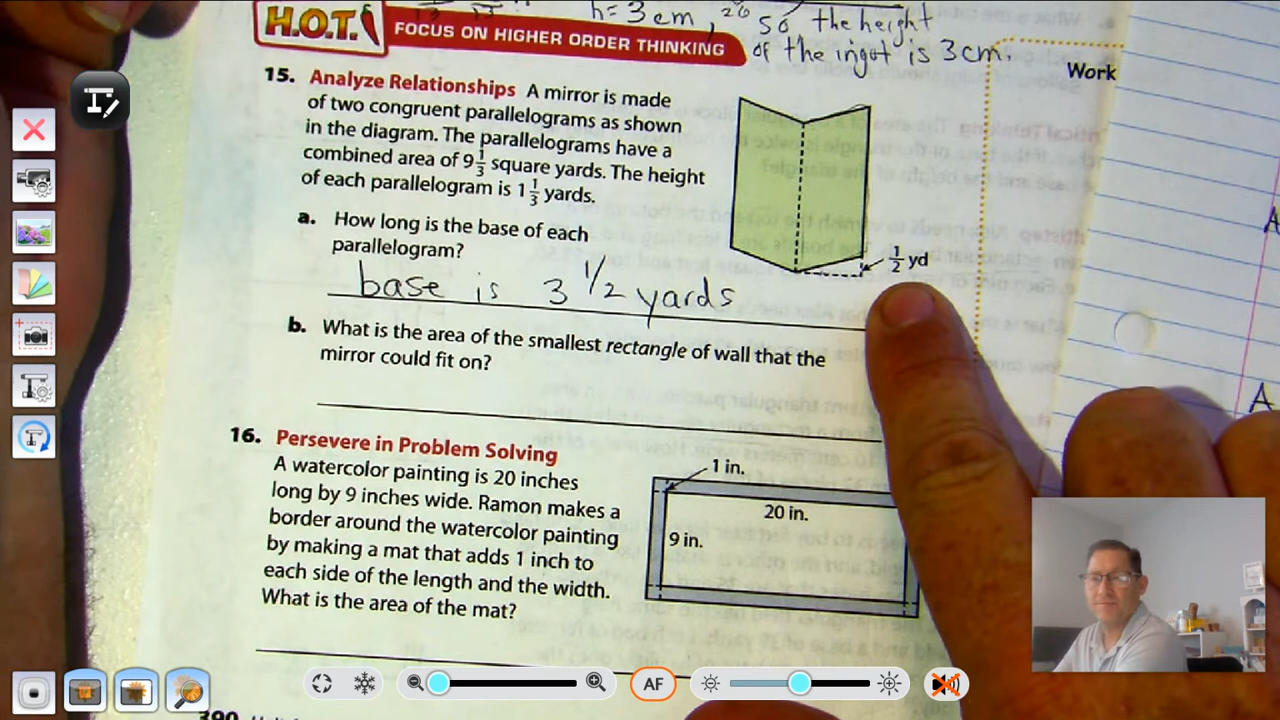 h = 3 cm, so the height
of the ingot is 3 cm.
H.O.T. FOCUS ON HIGHER ORDER THINKING
Work
15. Analyze Relationships A mirror is made
of two congruent parallelograms as shown
in the diagram. The parallelograms have a
combined area of 9 1/3 square yards. The height
of each parallelogram is 1 1/3 yards.
a. How long is the base of each
parallelogram?
1/2 yd
base is 3 1/2 yards
b. What is the area of the smallest rectangle of wall that the
mirror could fit on?
16. Persevere in Problem Solving
A watercolor painting is 20 inches
long by 9 inches wide. Ramon makes a
border around the watercolor painting
by making a mat that adds 1 inch to
each side of the length and the width.
What is the area of the mat?
1 in.
20 in.
9 in.
AF